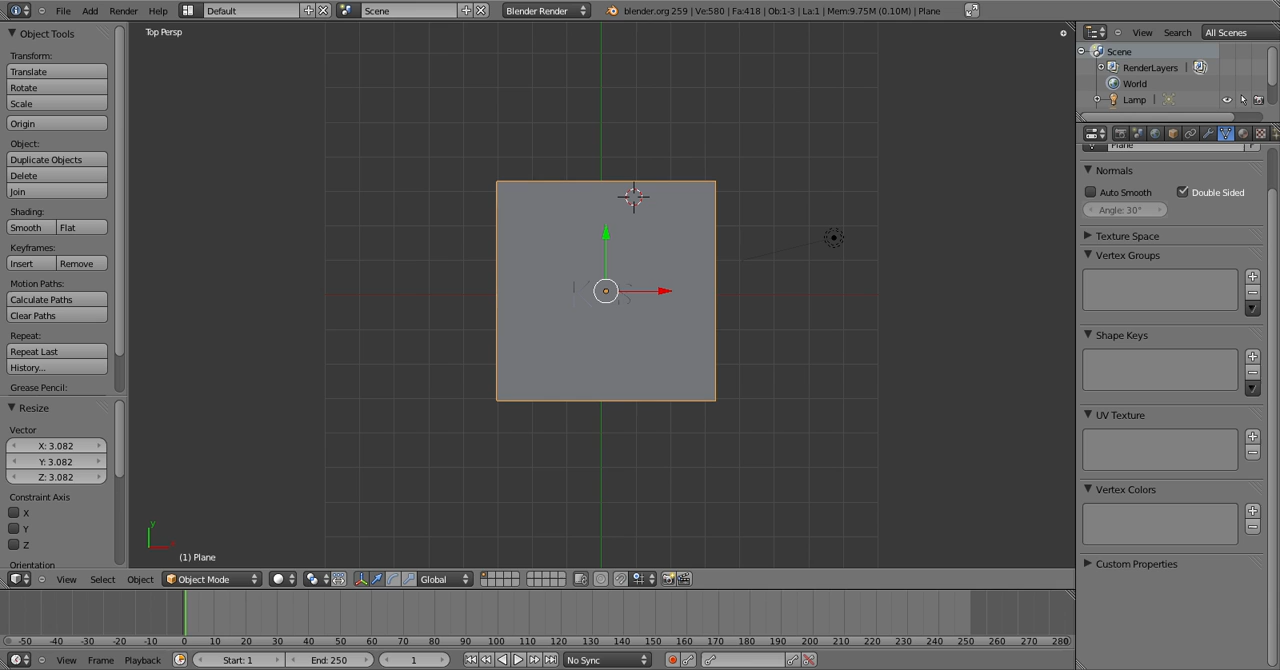 File Add Render Help Default Scene Blender Render blender.org 259 | Ve:580 | Fa:418 | Ob:1-3 | La:1 | Mem:9.75M (0.10M) | Plane
Object Tools
Transform:
Translate
Rotate
Scale
Origin
Object:
Duplicate Objects
Delete
Join
Shading:
Smooth Flat
Keyframes:
Insert Remove
Motion Paths:
Calculate Paths
Clear Paths
Repeat:
Repeat Last
History...
Grease Pencil:
Resize
Vector
X: 3.082
Y: 3.082
Z: 3.082
Constraint Axis
X
Y
Z
Orientation
Top Persp
y
(1) Plane
View Select Object Object Mode Global
View Search All Scenes
Scene
RenderLayers |
World
Lamp |
Plane F
Normals
Auto Smooth Double Sided
Angle: 30°
Texture Space
Vertex Groups
Shape Keys
UV Texture
Vertex Colors
Custom Properties
-50 -40 -30 -20 -10 0 10 20 30 40 50 60 70 80 90 100 110 120 130 140 150 160 170 180 190 200 210 220 230 240 250 260 270 280
View Frame Playback Start: 1 End: 250 1 No Sync